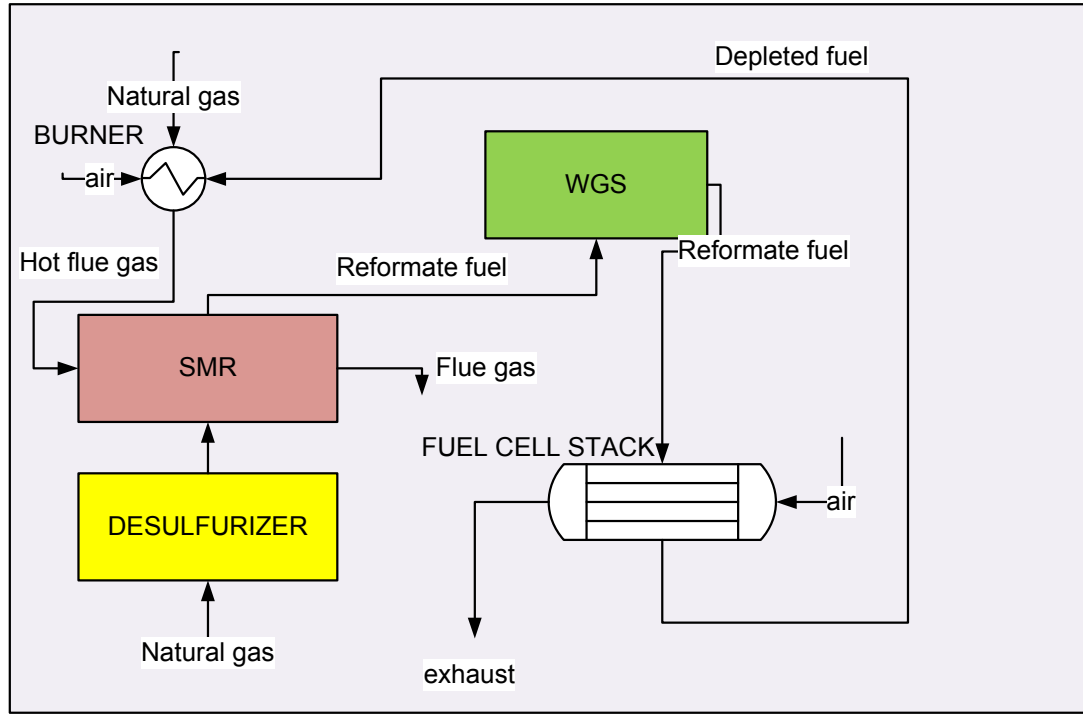 Depleted fuel
Natural gas
BURNER
air
WGS
Hot flue gas
Reformate fuel
Reformate fuel
SMR
Flue gas
FUEL CELL STACK
air
DESULFURIZER
Natural gas
exhaust